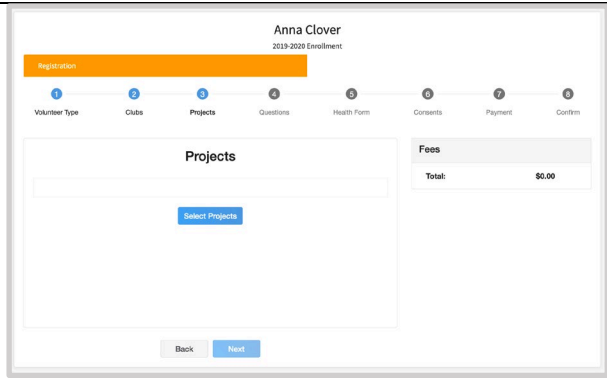 Anna Clover
2019-2020 Enrollment
Registration
1 2 3 4 5 6 7 8
Volunteer Type Clubs Projects Questions Health Form Consents Payment Confirm
Projects
Select Projects
Fees
Total: $0.00
Back Next